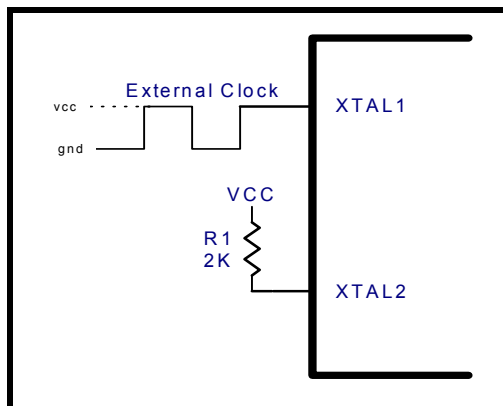 External Clock
vcc
XTAL1
gnd
VCC
R1
2K
XTAL2